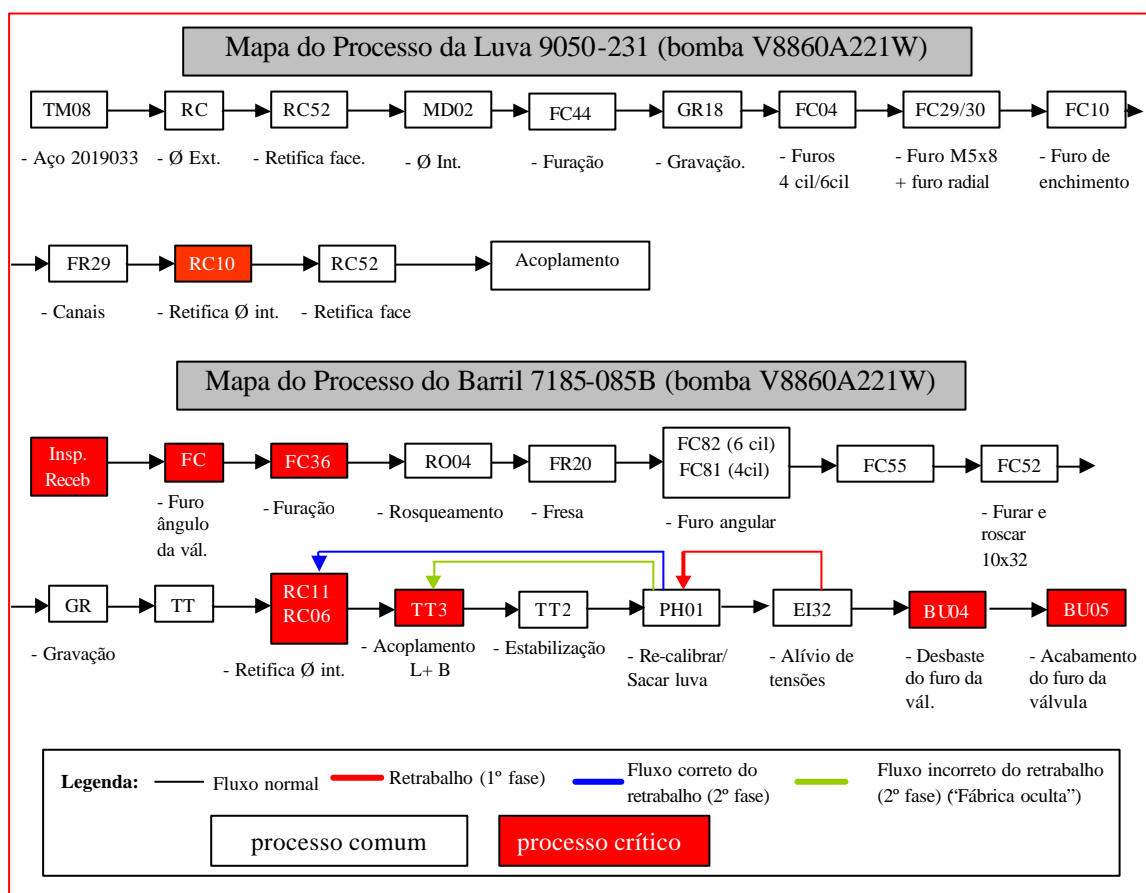 Mapa do Processo da Luva 9050-231 (bomba V8860A221W)
TM08
RC
RC52
MD02
FC44
GR18
FC04
FC29/30
FC10
- Aço 2019033
- Ø Ext.
- Retifica face.
- Ø Int.
- Furação
- Gravação.
- Furos
4 cil/6cil
- Furo M5x8
+ furo radial
- Furo de
enchimento
FR29
RC10
RC52
Acoplamento
- Canais
- Retifica Ø int.
- Retifica face
Mapa do Processo do Barril 7185-085B (bomba V8860A221W)
Insp.
Receb
FC
FC36
RO04
FR20
FC82 (6 cil)
FC81 (4cil)
FC55
FC52
- Furo
ângulo
da vál.
- Furação
- Rosqueamento
- Fresa
- Furo angular
- Furar e
roscar
10x32
GR
TT
RC11
RC06
TT3
TT2
PH01
EI32
BU04
BU05
- Gravação
- Retifica Ø int.
- Acoplamento
L+ B
- Estabilização
- Re-calibrar/
Sacar luva
- Alívio de
tensões
- Desbaste
do furo da
vál.
- Acabamento
do furo da
válvula
Legenda:
Fluxo normal
Retrabalho (1º fase)
Fluxo correto do
retrabalho (2º fase)
Fluxo incorreto do retrabalho
(2º fase) (“Fábrica oculta”)
processo comum
processo crítico